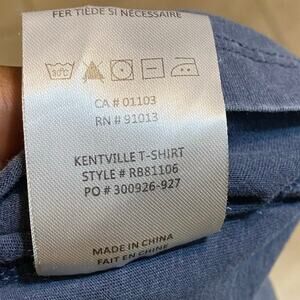 FER TIÈDE SI NÉCESSAIRE
30°C
CA # 01103
RN # 91013
KENTVILLE T-SHIRT
STYLE # RB81106
PO # 300926-927
MADE IN CHINA
FAIT EN CHINE